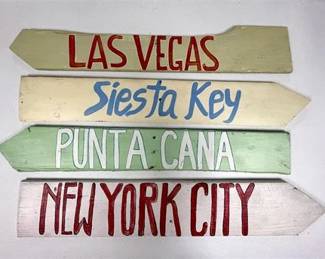 LAS VEGAS
Siesta Key
PUNTA CANA
NEW YORK CITY